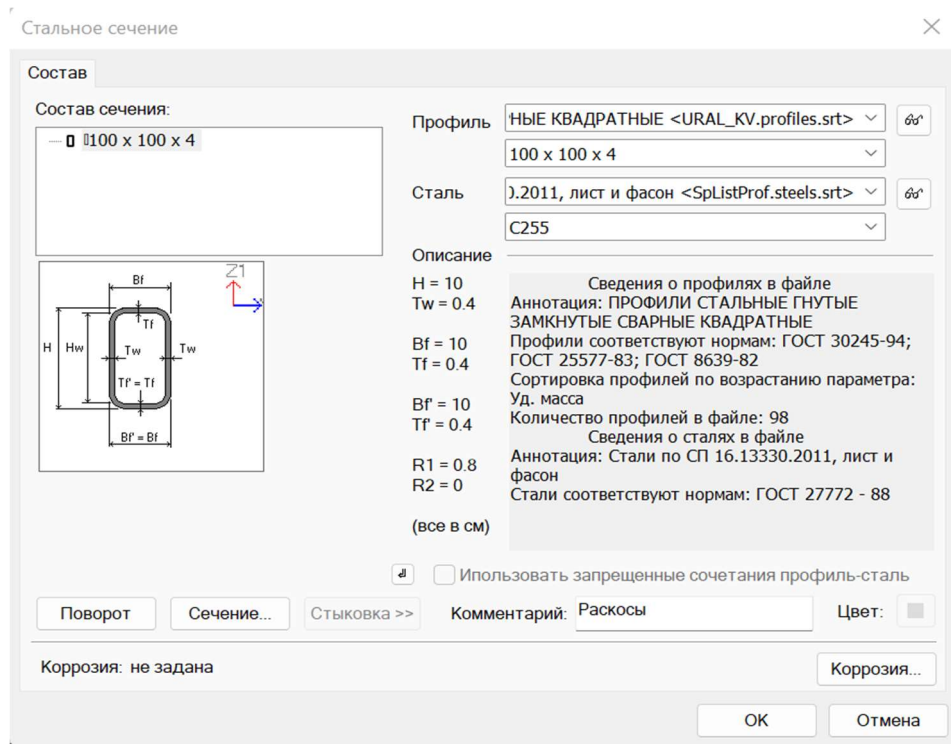 Стальное сечение
Состав
Состав сечения:
100 x 100 x 4
Профиль
НЫЕ КВАДРАТНЫЕ <URAL_KV.profiles.srt>
100 x 100 x 4
Сталь
).2011, лист и фасон <SpListProf.steels.srt>
C255
Описание
H = 10
Tw = 0.4
Bf = 10
Tf = 0.4
Bf' = 10
Tf' = 0.4
R1 = 0.8
R2 = 0
(все в см)
Сведения о профилях в файле
Аннотация: ПРОФИЛИ СТАЛЬНЫЕ ГНУТЫЕ
ЗАМКНУТЫЕ СВАРНЫЕ КВАДРАТНЫЕ
Профили соответствуют нормам: ГОСТ 30245-94;
ГОСТ 25577-83; ГОСТ 8639-82
Сортировка профилей по возрастанию параметра:
Уд. масса
Количество профилей в файле: 98
Сведения о сталях в файле
Аннотация: Стали по СП 16.13330.2011, лист и
фасон
Стали соответствуют нормам: ГОСТ 27772 - 88
Z1
Bf
Tf
H
Hw
Tw
Tw
Tf' = Tf
Bf' = Bf
Ипользовать запрещенные сочетания профиль-сталь
Поворот
Сечение...
Стыковка >>
Комментарий:
Раскосы
Цвет:
Коррозия: не задана
Коррозия...
OK
Отмена